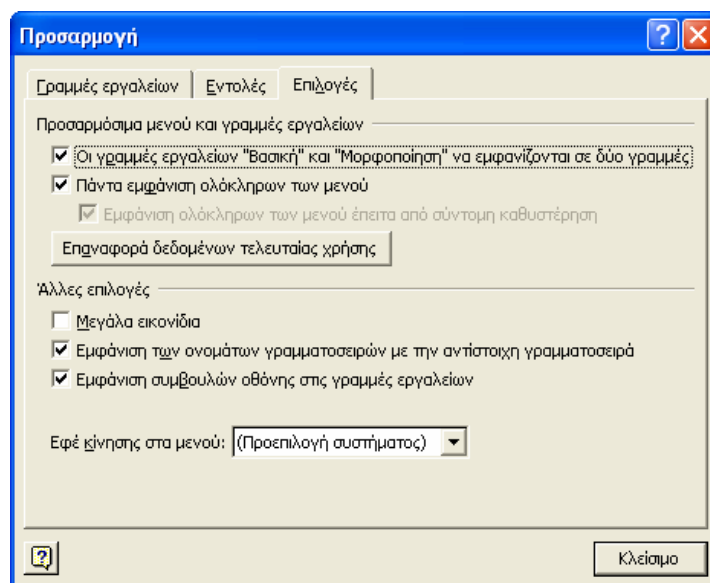 Προσαρμογή
Γραμμές εργαλείων Εντολές Επιλογές
Προσαρμόσιμα μενού και γραμμές εργαλείων
Οι γραμμές εργαλείων "Βασική" και "Μορφοποίηση" να εμφανίζονται σε δύο γραμμές
Πάντα εμφάνιση ολόκληρων των μενού
Εμφάνιση ολόκληρων των μενού έπειτα από σύντομη καθυστέρηση
Επαναφορά δεδομένων τελευταίας χρήσης
Άλλες επιλογές
Μεγάλα εικονίδια
Εμφάνιση των ονομάτων γραμματοσειρών με την αντίστοιχη γραμματοσειρά
Εμφάνιση συμβουλών οθόνης στις γραμμές εργαλείων
Εφέ κίνησης στα μενού: (Προεπιλογή συστήματος)
Κλείσιμο